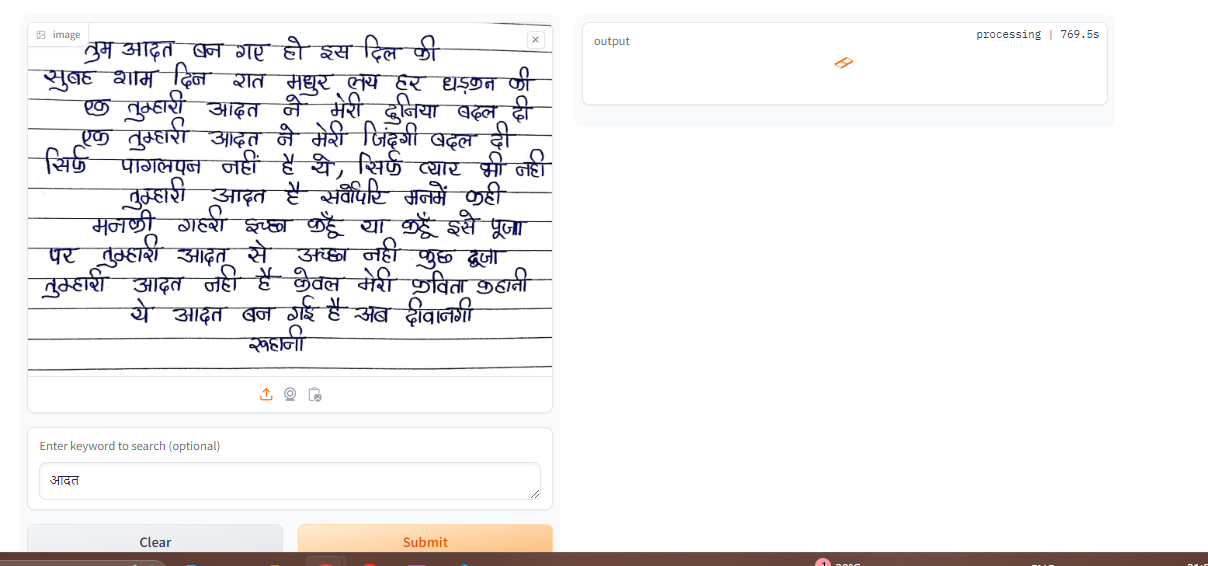 image
तुम आदत बन गए हो इस दिल की
सुबह शाम दिन रात मधुर लय हर धड़कन की
एक तुम्हारी आदत ने मेरी दुनिया बदल दी
एक तुम्हारी आदत ने मेरी जिंदगी बदल दी
सिर्फ पागलपन नहीं है ये, सिर्फ प्यार भी नही
तुम्हारी आदत है सर्वोपरि मनमें कही
मनकी गहरी इच्छा कहूँ या कहूँ इसे पूजा
पर तुम्हारी आदत से अच्छा नही कुछ दूजा
तुम्हारी आदत नही है केवल मेरी कविता कहानी
ये आदत बन गई है अब दीवानगी
रूहानी
Enter keyword to search (optional)
आदत
Clear
Submit
output
processing | 769.5s